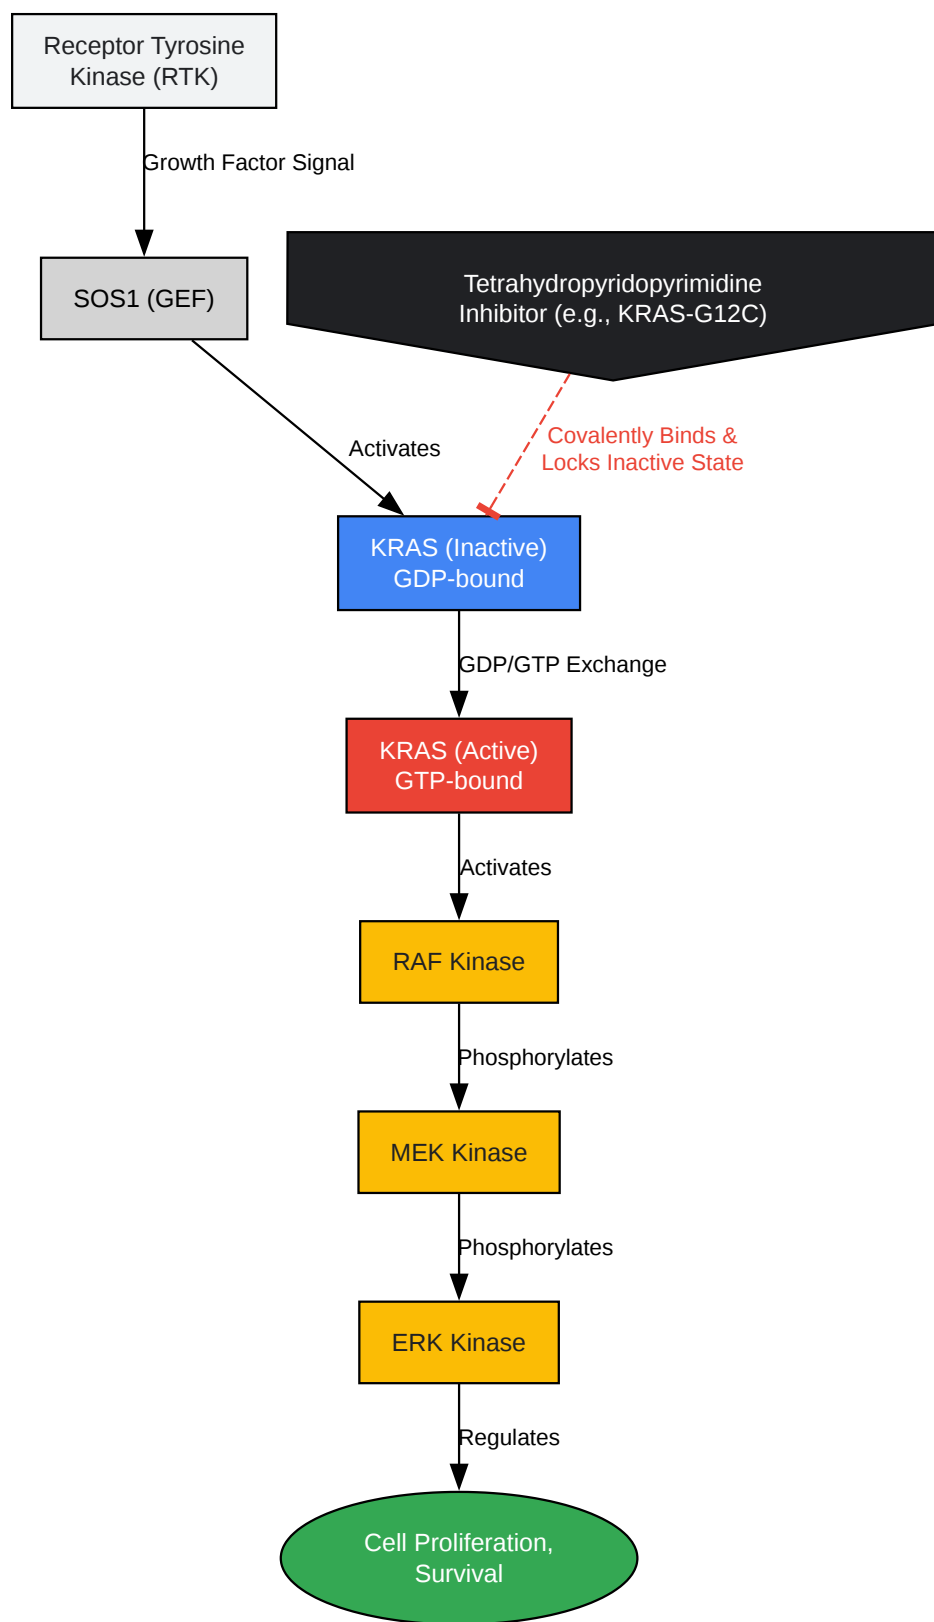 Receptor Tyrosine
Kinase (RTK)
Growth Factor Signal
SOS1 (GEF)
Tetrahydropyridopyrimidine
Inhibitor (e.g., KRAS-G12C)
Activates
Covalently Binds &
Locks Inactive State
KRAS (Inactive)
GDP-bound
GDP/GTP Exchange
KRAS (Active)
GTP-bound
Activates
RAF Kinase
Phosphorylates
MEK Kinase
Phosphorylates
ERK Kinase
Regulates
Cell Proliferation,
Survival